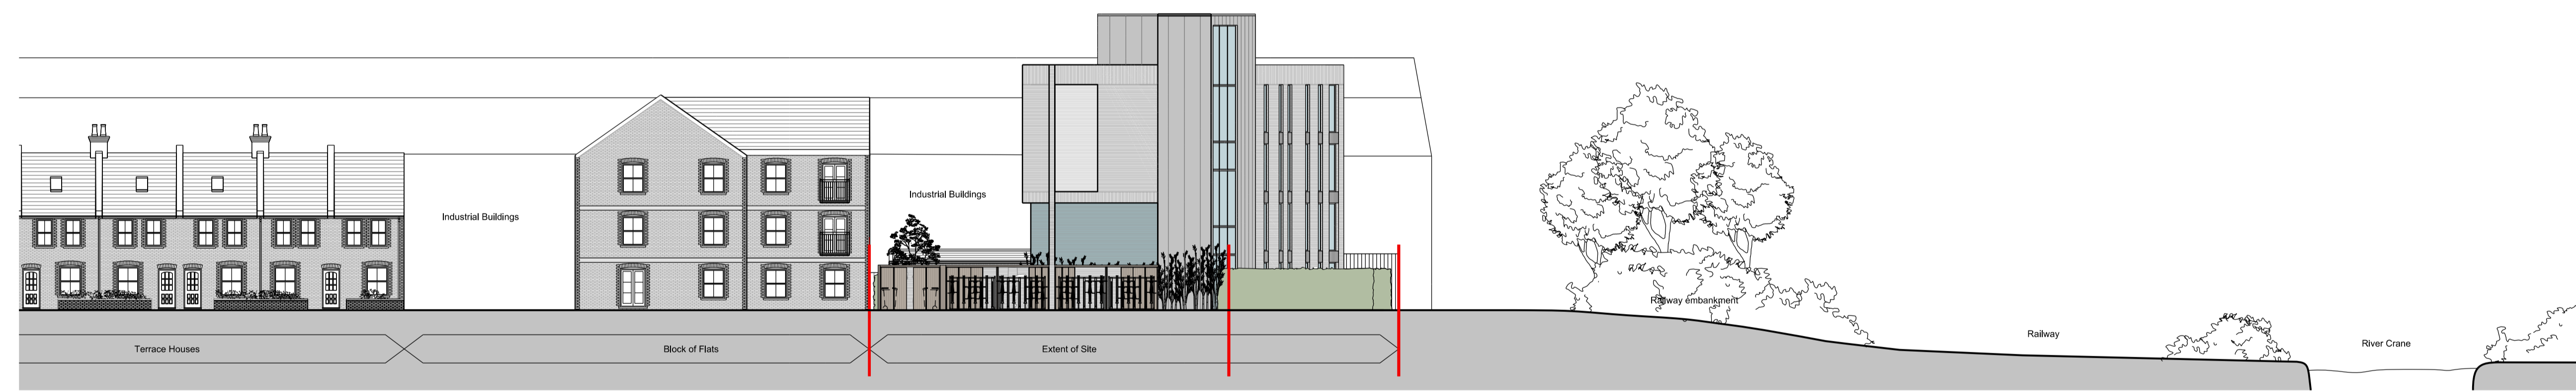 Industrial Buildings
Industrial Buildings
Railway embankment
Railway
River Crane
Terrace Houses
Block of Flats
Extent of Site